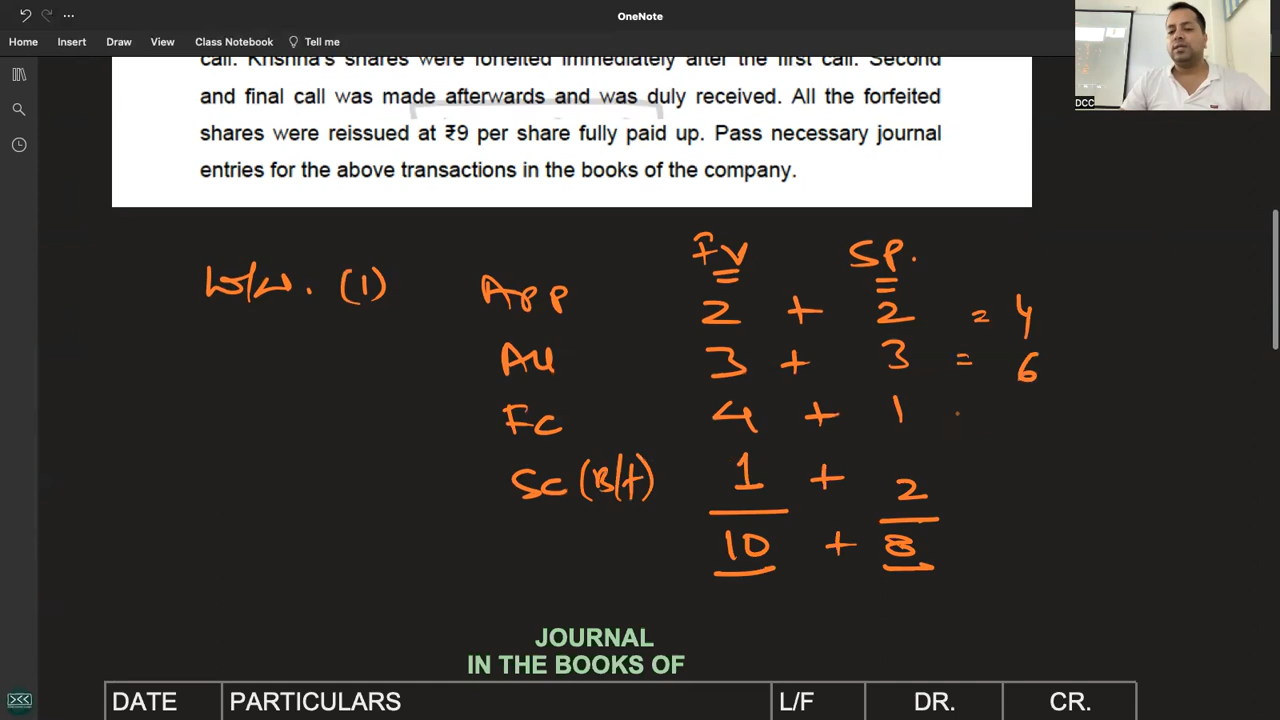 OneNote
Home Insert Draw View Class Notebook Tell me
call. Krishna's shares were forfeited immediately after the first call. Second
and final call was made afterwards and was duly received. All the forfeited
shares were reissued at ₹9 per share fully paid up. Pass necessary journal
entries for the above transactions in the books of the company.
DCC
FV SP.
W/W. (1) App 2 + 2 = 4
All 3 + 3 = 6
FC 4 + 1
SC (B/f) 1 + 2
10 + 8
JOURNAL
IN THE BOOKS OF
DATE PARTICULARS L/F DR. CR.